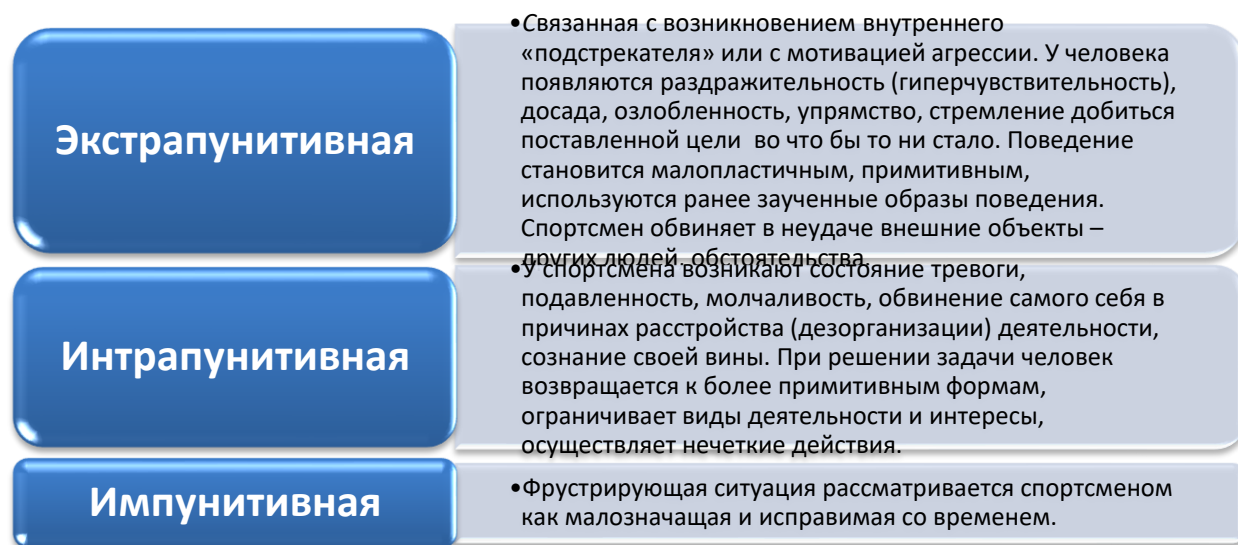 Экстрапунитивная
•Связанная с возникновением внутреннего
«подстрекателя» или с мотивацией агрессии. У человека
появляются раздражительность (гиперчувствительность),
досада, озлобленность, упрямство, стремление добиться
поставленной цели во что бы то ни стало. Поведение
становится малопластичным, примитивным,
используются ранее заученные образы поведения.
Спортсмен обвиняет в неудаче внешние объекты –
других людей, обстоятельства.
Интрапунитивная
•У спортсмена возникают состояние тревоги,
подавленность, молчаливость, обвинение самого себя в
причинах расстройства (дезорганизации) деятельности,
сознание своей вины. При решении задачи человек
возвращается к более примитивным формам,
ограничивает виды деятельности и интересы,
осуществляет нечеткие действия.
Импунитивная
•Фрустрирующая ситуация рассматривается спортсменом
как малозначащая и исправимая со временем.